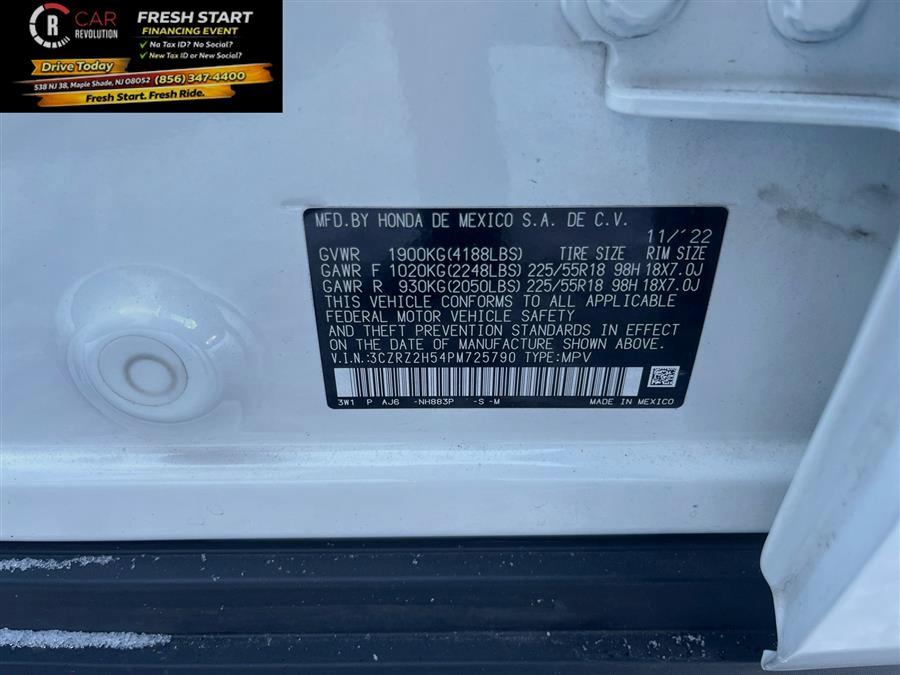 R CAR
REVOLUTION
FRESH START
FINANCING EVENT
✓ No Tax ID? No Social?
✓ New Tax ID or New Social?
Drive Today
538 NJ 38, Maple Shade, NJ 08052 (856) 347-4400
Fresh Start. Fresh Ride.
MFD.BY HONDA DE MEXICO S.A. DE C.V.
11/'22
GVWR 1900KG(4188LBS) TIRE SIZE RIM SIZE
GAWR F 1020KG(2248LBS) 225/55R18 98H 18X7.0J
GAWR R 930KG(2050LBS) 225/55R18 98H 18X7.0J
THIS VEHICLE CONFORMS TO ALL APPLICABLE
FEDERAL MOTOR VEHICLE SAFETY
AND THEFT PREVENTION STANDARDS IN EFFECT
ON THE DATE OF MANUFACTURE SHOWN ABOVE.
V.I.N.:3CZRZ2H54PM725790 TYPE:MPV
3W1 P AJ6 -NH883P -S -M MADE IN MEXICO